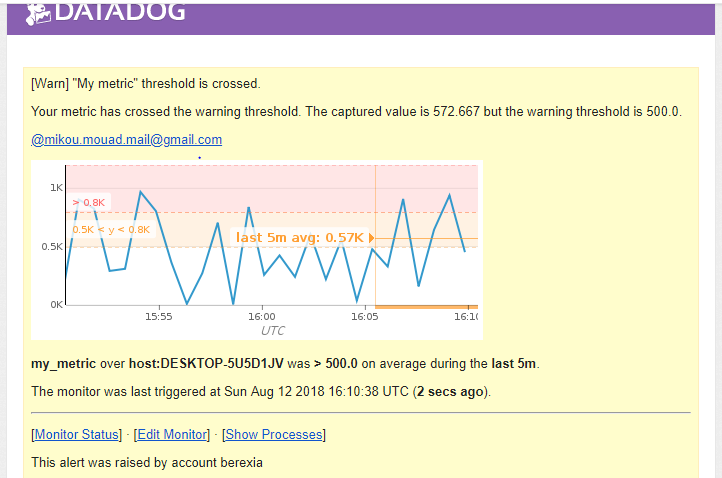 DATADOG
[Warn] "My metric" threshold is crossed.
Your metric has crossed the warning threshold. The captured value is 572.667 but the warning threshold is 500.0.
@mikou.mouad.mail@gmail.com
1K
> 0.8K
0.5K < y < 0.8K
last 5m avg: 0.57K
0.5K
0K
15:55 16:00 16:05 16:10
UTC
my_metric over host:DESKTOP-5U5D1JV was > 500.0 on average during the last 5m.
The monitor was last triggered at Sun Aug 12 2018 16:10:38 UTC (2 secs ago).
[Monitor Status] · [Edit Monitor] · [Show Processes]
This alert was raised by account berexia